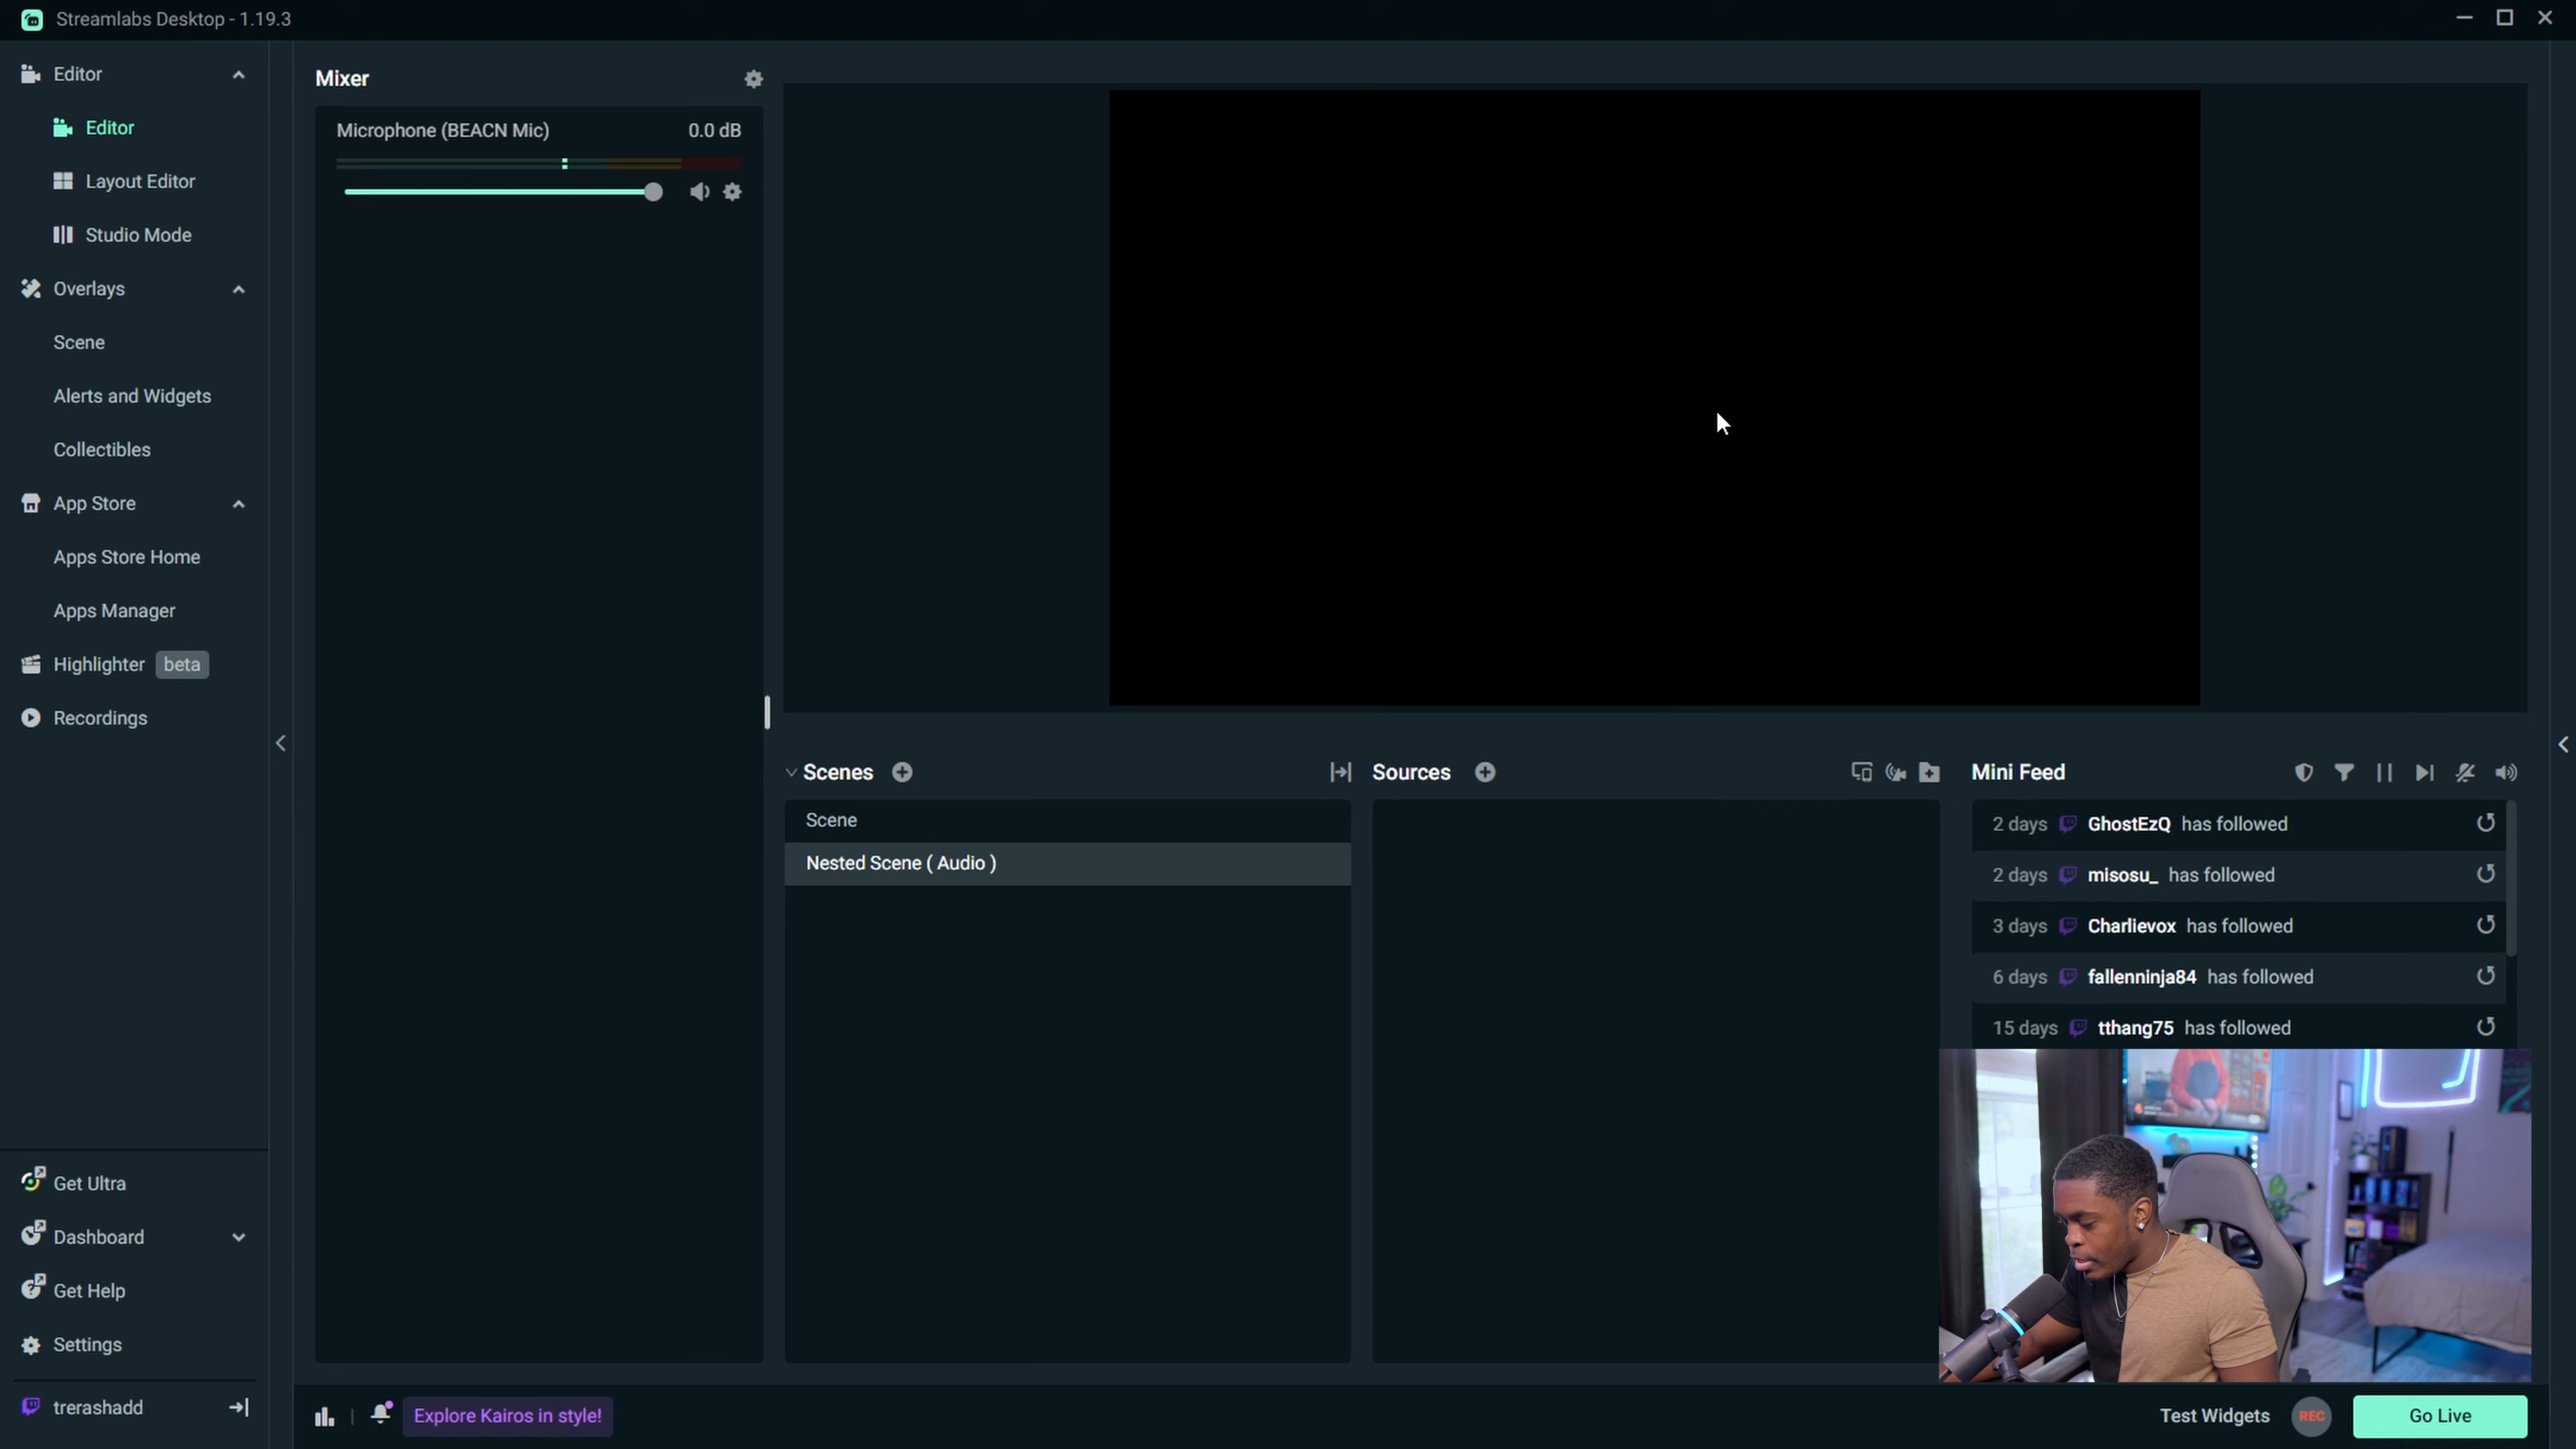 Streamlabs Desktop - 1.19.3
Editor
Editor
Layout Editor
Studio Mode
Overlays
Scene
Alerts and Widgets
Collectibles
App Store
Apps Store Home
Apps Manager
Highlighter beta
Recordings
Get Ultra
Dashboard
Get Help
Settings
trerashadd
Mixer
Microphone (BEACN Mic) 0.0 dB
Scenes
Scene
Nested Scene ( Audio )
Sources
Mini Feed
2 days GhostEzQ has followed
2 days misosu_ has followed
3 days Charlievox has followed
6 days fallenninja84 has followed
15 days tthang75 has followed
Explore Kairos in style!
Test Widgets
REC
Go Live